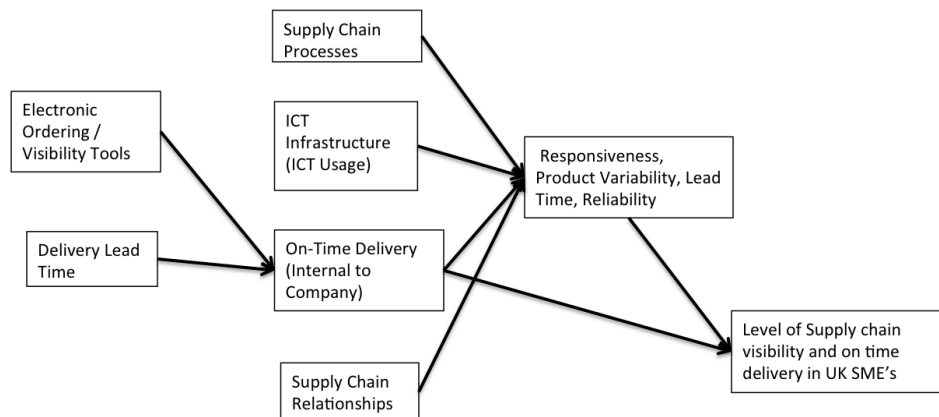 Supply Chain
Processes
Electronic
Ordering /
Visibility Tools
ICT
Infrastructure
(ICT Usage)
Responsiveness,
Product Variability, Lead
Time, Reliability
Delivery Lead
Time
On-Time Delivery
(Internal to
Company)
Level of Supply chain
visibility and on time
delivery in UK SME's
Supply Chain
Relationships